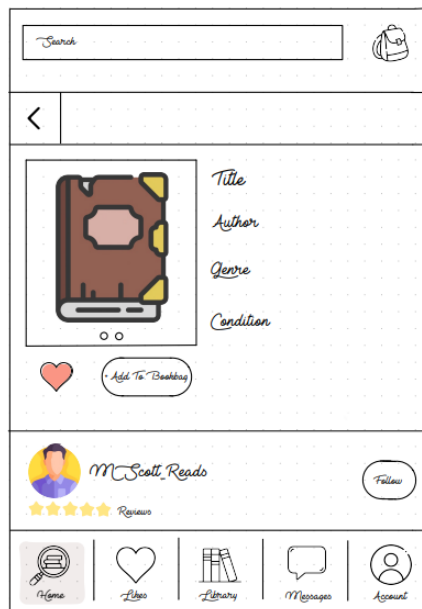 Search
Title
Author
Genre
Condition
+ Add To Bookbag
M_Scott_Reads
Follow
Reviews
Home
Likes
Library
Messages
Account